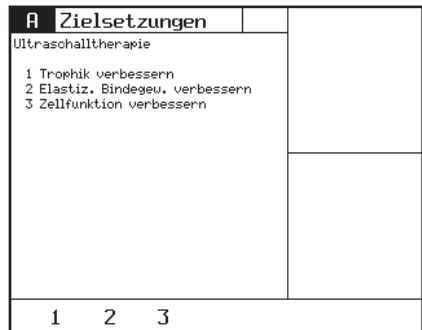 A Zielsetzungen
Ultraschalltherapie
1 Trophik verbessern
2 Elastiz. Bindegew. verbessern
3 Zellfunktion verbessern
1 2 3